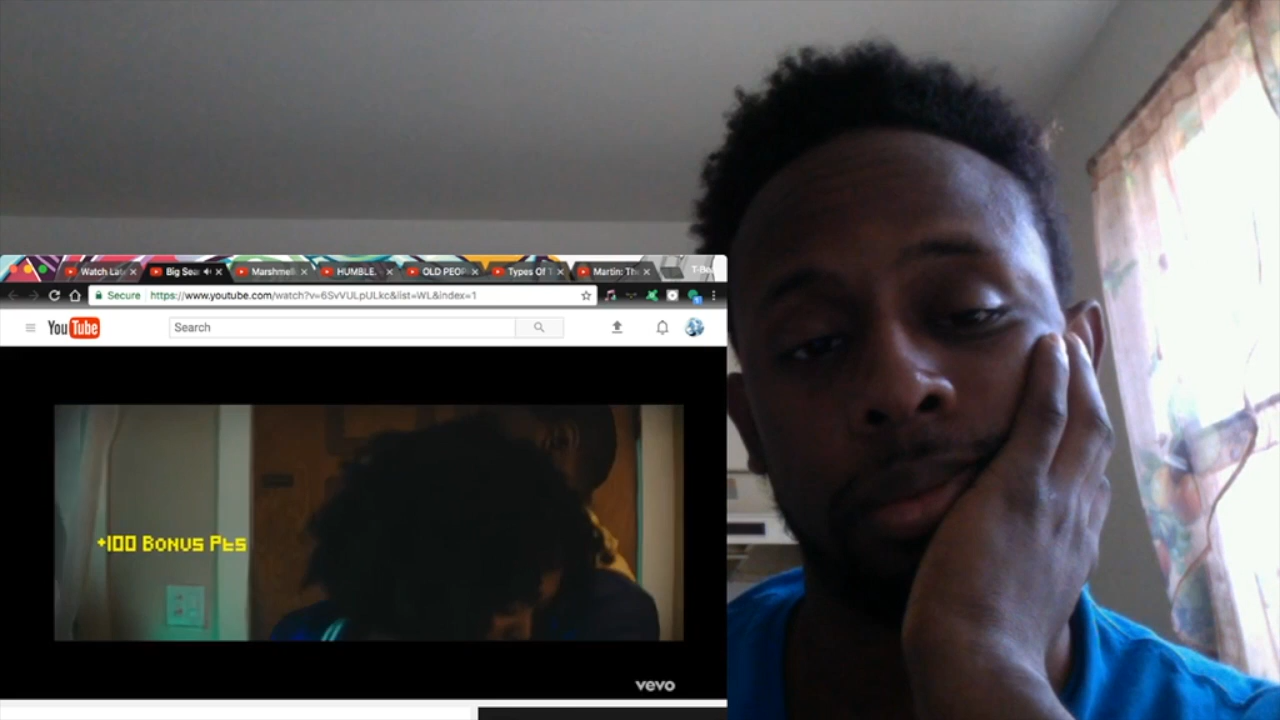 Watch Lat
Big Sea
Marshmell
HUMBLE.
OLD PEOP
Types Of T
Martin: Th
Secure
https://www.youtube.com/watch?v=6SvVULpULkc&list=WL&index=1
YouTube
Search
+100 Bonus Pts
vevo